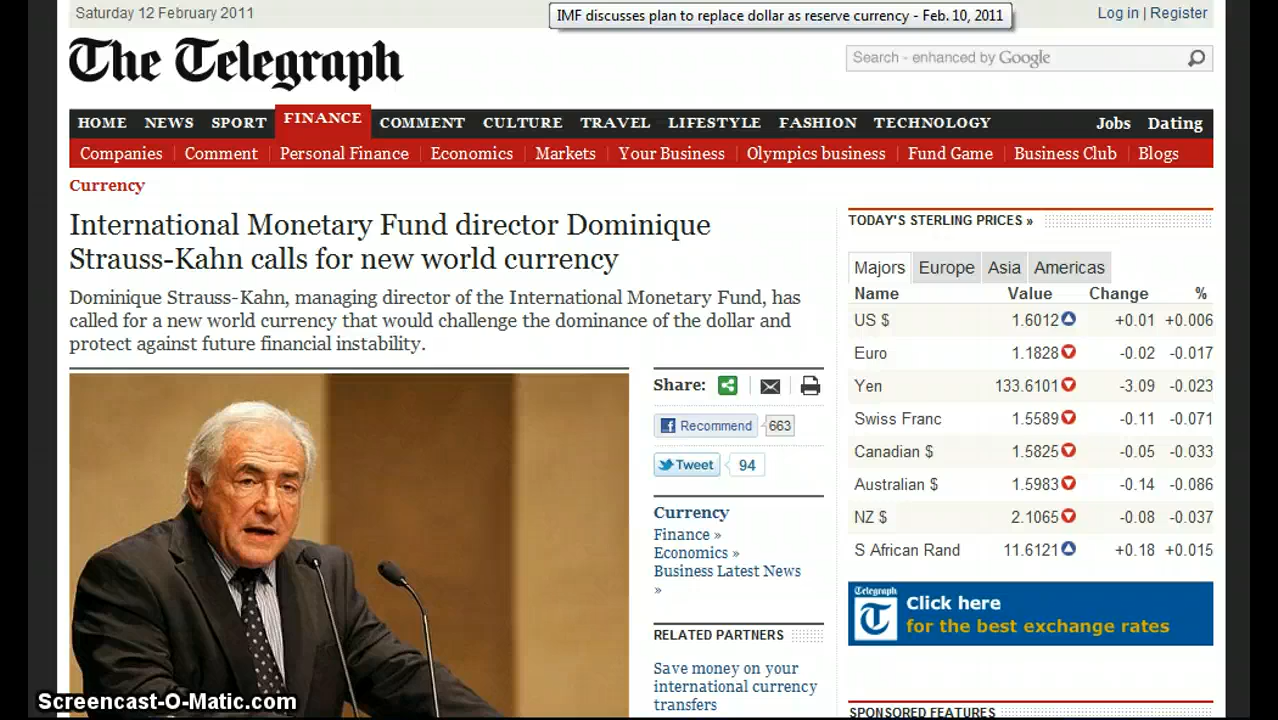 Saturday 12 February 2011
IMF discusses plan to replace dollar as reserve currency - Feb. 10, 2011
Log in | Register
The Telegraph
Search - enhanced by Google
HOME NEWS SPORT FINANCE COMMENT CULTURE TRAVEL LIFESTYLE FASHION TECHNOLOGY Jobs Dating
Companies Comment Personal Finance Economics Markets Your Business Olympics business Fund Game Business Club Blogs
Currency
International Monetary Fund director Dominique
Strauss-Kahn calls for new world currency
Dominique Strauss-Kahn, managing director of the International Monetary Fund, has
called for a new world currency that would challenge the dominance of the dollar and
protect against future financial instability.
Share:
Recommend 663
Tweet 94
Currency
Finance »
Economics »
Business Latest News
»
RELATED PARTNERS
Save money on your
international currency
transfers
TODAY'S STERLING PRICES »
Majors Europe Asia Americas
Name Value Change %
US $ 1.6012 +0.01 +0.006
Euro 1.1828 -0.02 -0.017
Yen 133.6101 -3.09 -0.023
Swiss Franc 1.5589 -0.11 -0.071
Canadian $ 1.5825 -0.05 -0.033
Australian $ 1.5983 -0.14 -0.086
NZ $ 2.1065 -0.08 -0.037
S African Rand 11.6121 +0.18 +0.015
Telegraph
T
Click here
for the best exchange rates
SPONSORED FEATURES
Screencast-O-Matic.com